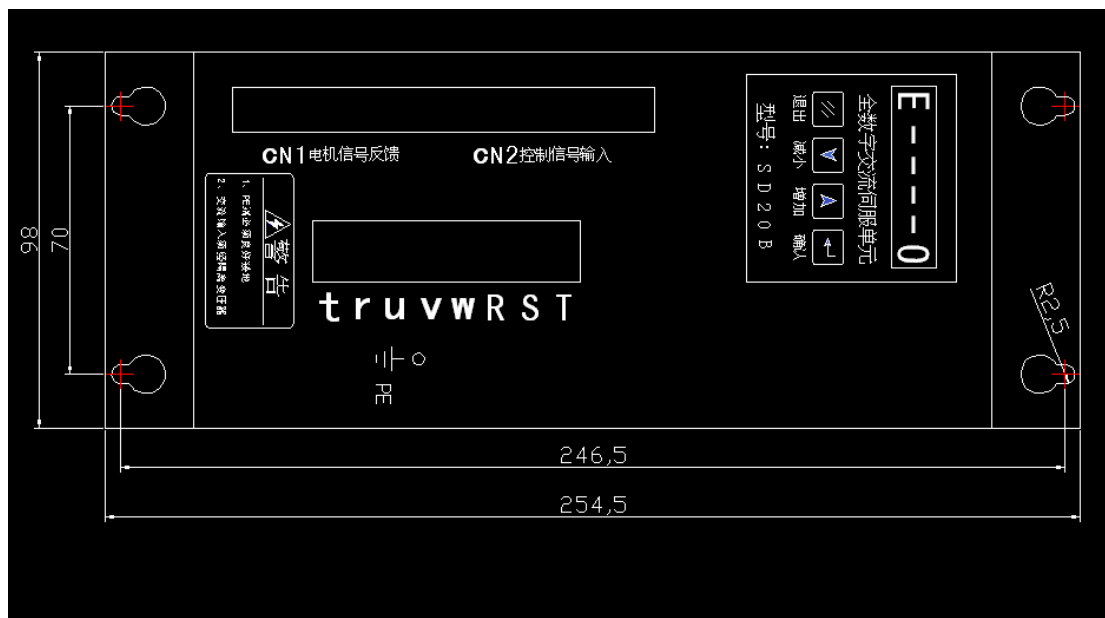 CN1电机信号反馈
CN2控制信号输入
警告
1、PE端必须良好接地
2、交流输入须经隔离变压器
truvwRST
PE
E----0
全数字交流伺服单元
退出
减小
增加
确认
型号:SD20B
98
70
R2,5
246,5
254,5